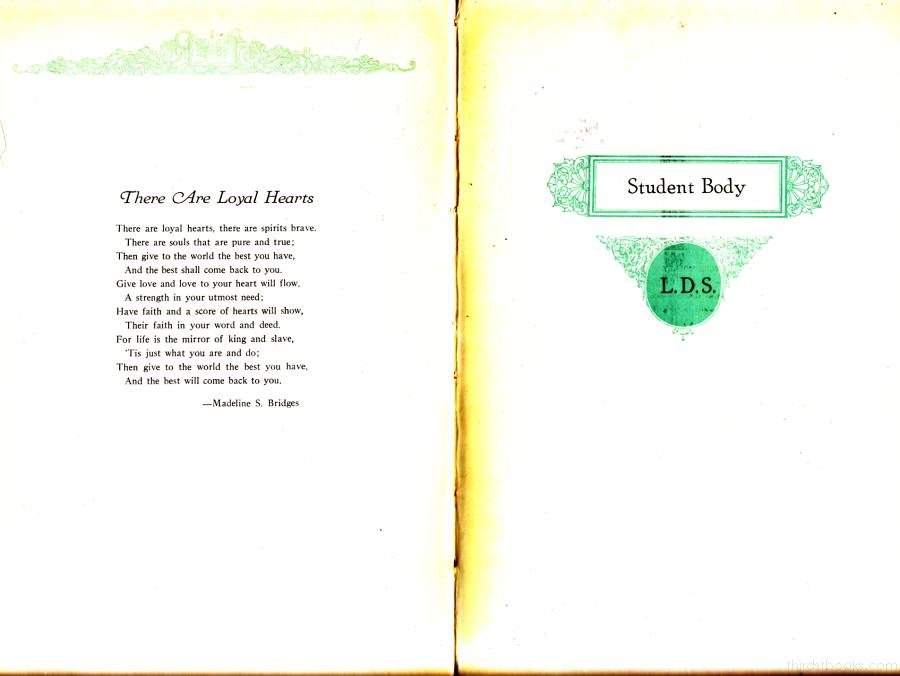 There Are Loyal Hearts
There are loyal hearts, there are spirits brave.
There are souls that are pure and true;
Then give to the world the best you have,
And the best shall come back to you.
Give love and love to your heart will flow,
A strength in your utmost need;
Have faith and a score of hearts will show,
Their faith in your word and deed.
For life is the mirror of king and slave,
'Tis just what you are and do;
Then give to the world the best you have,
And the best will come back to you.
—Madeline S. Bridges
Student Body
L.D.S.
thirdstbooks.com